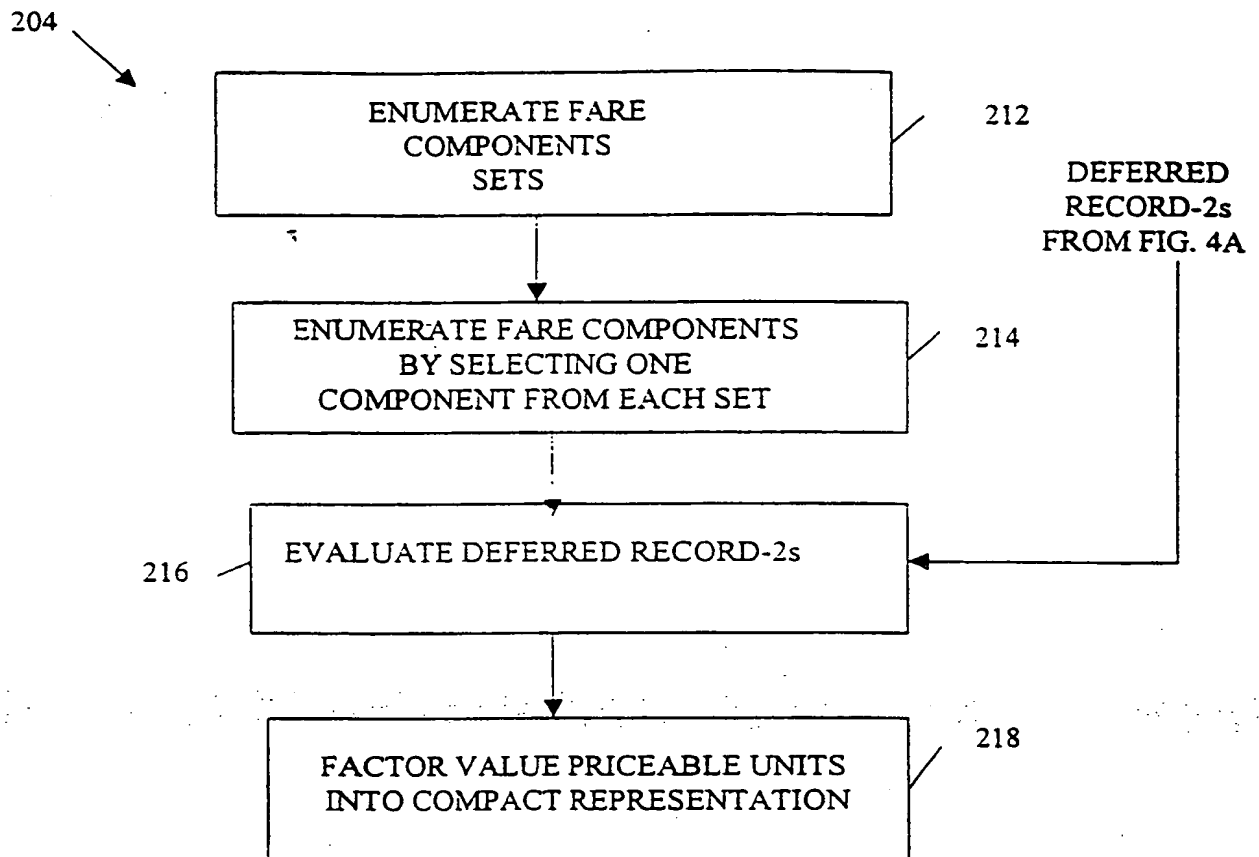 204
ENUMERATE FARE
COMPONENTS
SETS
212
DEFERRED
RECORD-2s
FROM FIG. 4A
ENUMERATE FARE COMPONENTS
BY SELECTING ONE
COMPONENT FROM EACH SET
214
EVALUATE DEFERRED RECORD-2s
216
FACTOR VALUE PRICEABLE UNITS
INTO COMPACT REPRESENTATION
218